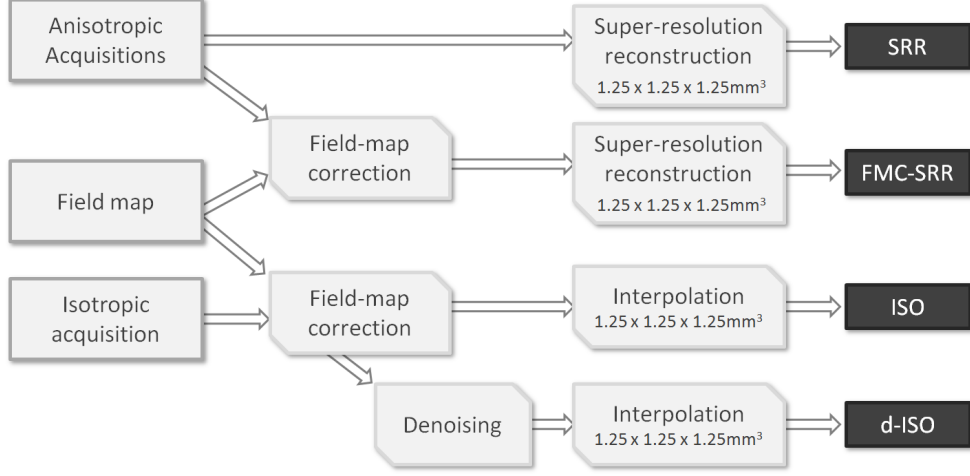 Anisotropic
Acquisitions
Super-resolution
reconstruction
1.25 x 1.25 x 1.25mm³
SRR
Field map
Field-map
correction
Super-resolution
reconstruction
1.25 x 1.25 x 1.25mm³
FMC-SRR
Isotropic
acquisition
Field-map
correction
Interpolation
1.25 x 1.25 x 1.25mm³
ISO
Denoising
Interpolation
1.25 x 1.25 x 1.25mm³
d-ISO